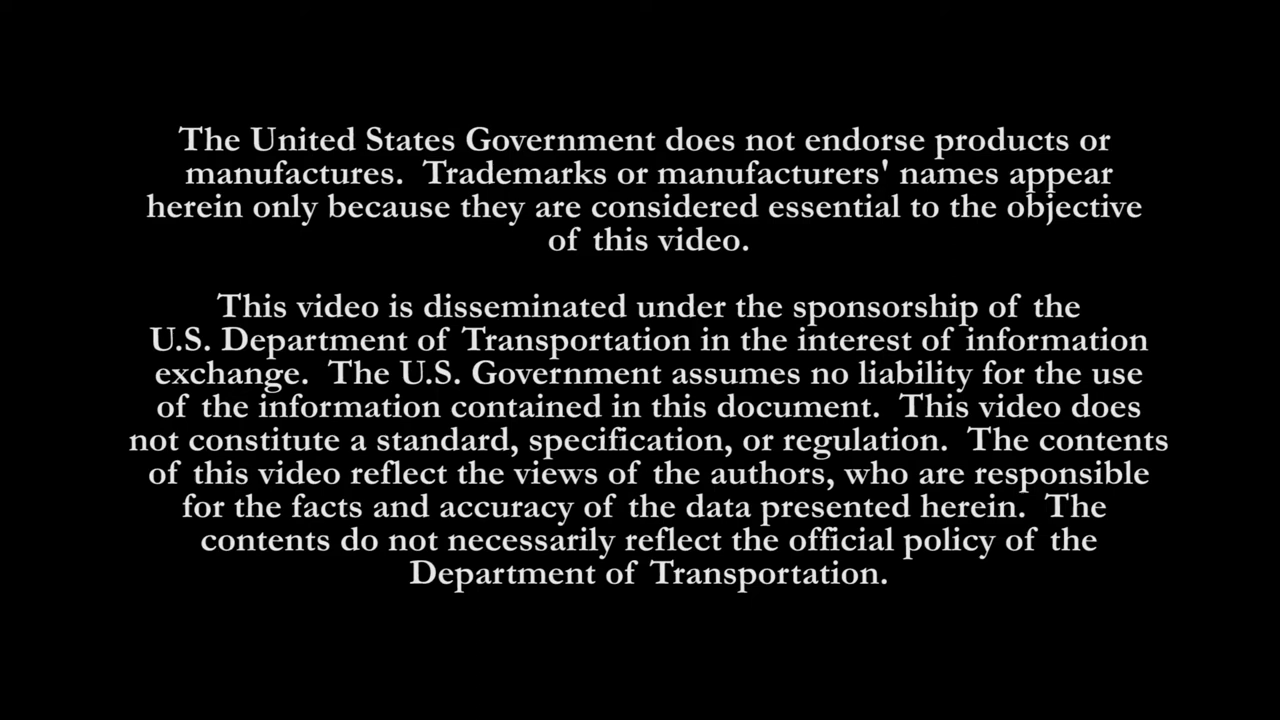 The United States Government does not endorse products or
manufactures.  Trademarks or manufacturers' names appear
herein only because they are considered essential to the objective
of this video.
This video is disseminated under the sponsorship of the
U.S. Department of Transportation in the interest of information
exchange.  The U.S. Government assumes no liability for the use
of the information contained in this document.  This video does
not constitute a standard, specification, or regulation.  The contents
of this video reflect the views of the authors, who are responsible
for the facts and accuracy of the data presented herein.  The
contents do not necessarily reflect the official policy of the
Department of Transportation.